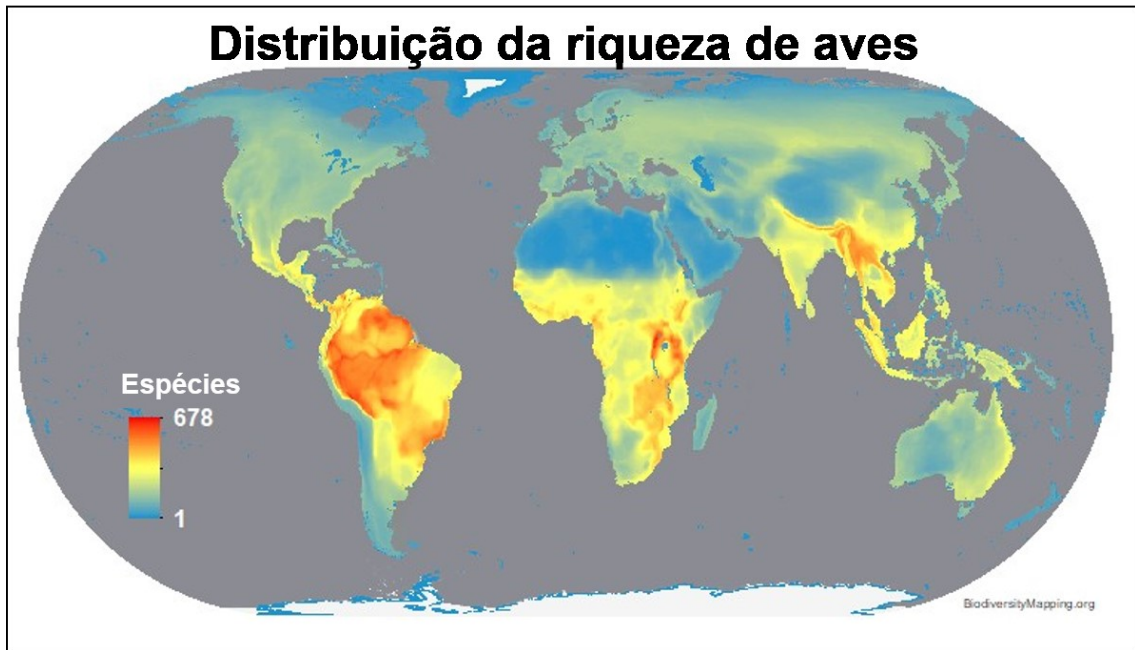 Distribuição da riqueza de aves
Espécies
678
1
BiodiversityMapping.org